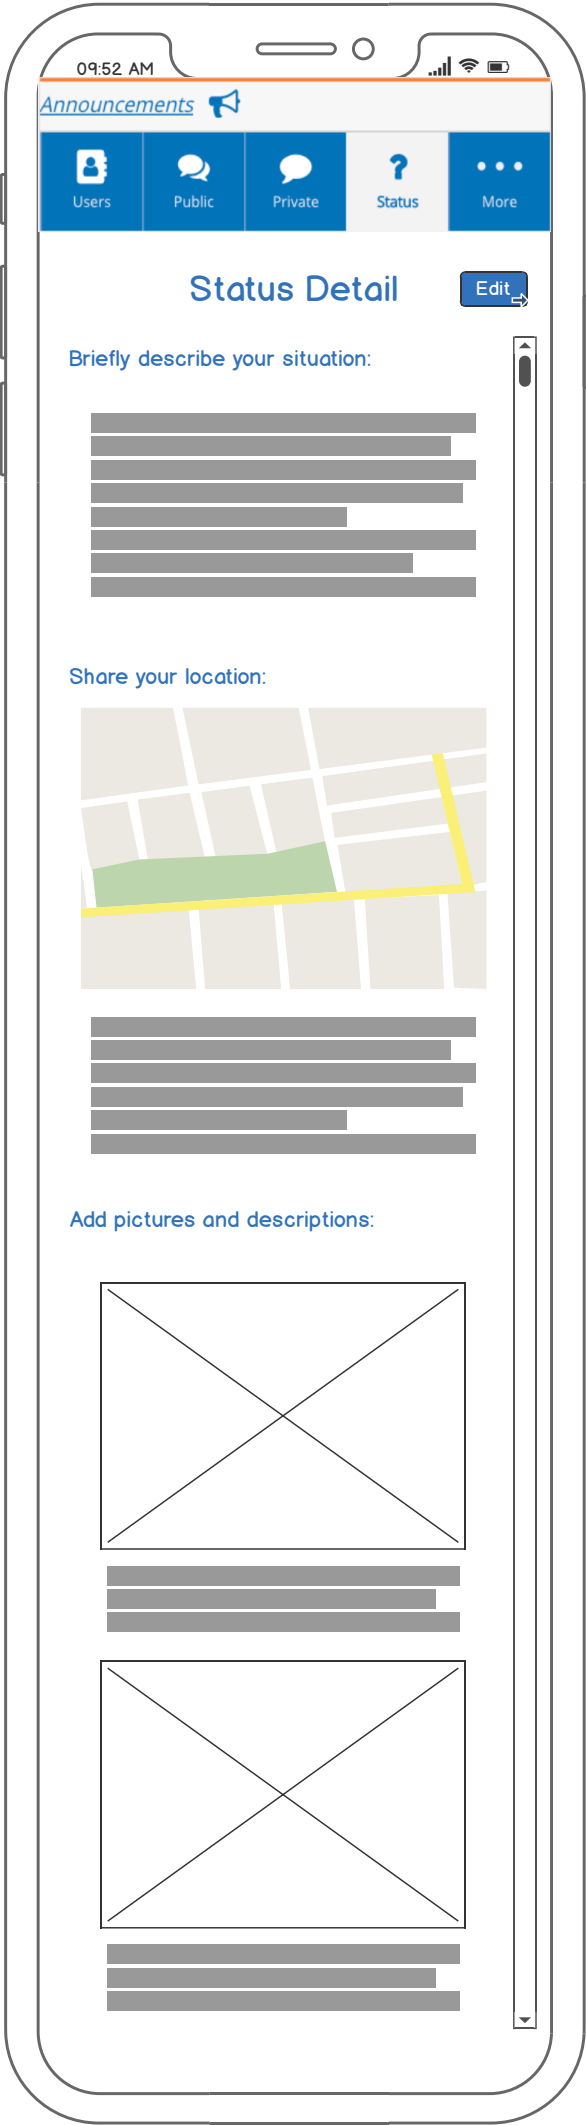 09:52 AM
Announcements
Users Public Private Status More
Status Detail
Edit
Briefly describe your situation:
Share your location:
Add pictures and descriptions: